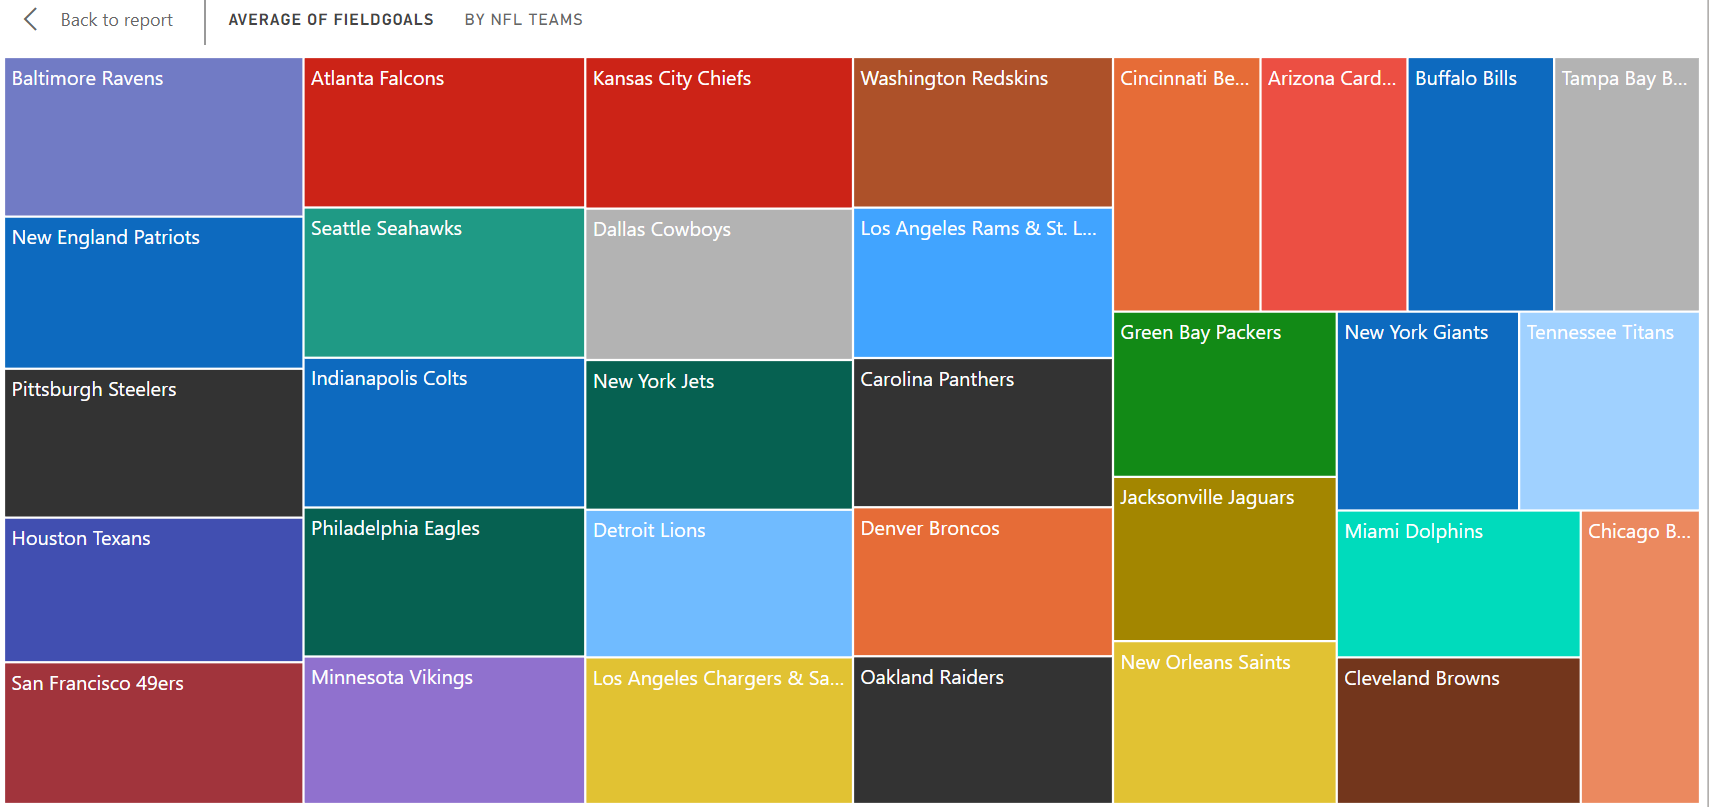 Back to report
AVERAGE OF FIELDGOALS
BY NFL TEAMS
Baltimore Ravens
New England Patriots
Pittsburgh Steelers
Houston Texans
San Francisco 49ers
Atlanta Falcons
Seattle Seahawks
Indianapolis Colts
Philadelphia Eagles
Minnesota Vikings
Kansas City Chiefs
Dallas Cowboys
New York Jets
Detroit Lions
Los Angeles Chargers & Sa...
Washington Redskins
Los Angeles Rams & St. L...
Carolina Panthers
Denver Broncos
Oakland Raiders
Cincinnati Be...
Arizona Card...
Buffalo Bills
Tampa Bay B...
Green Bay Packers
Jacksonville Jaguars
New Orleans Saints
New York Giants
Tennessee Titans
Miami Dolphins
Cleveland Browns
Chicago B...